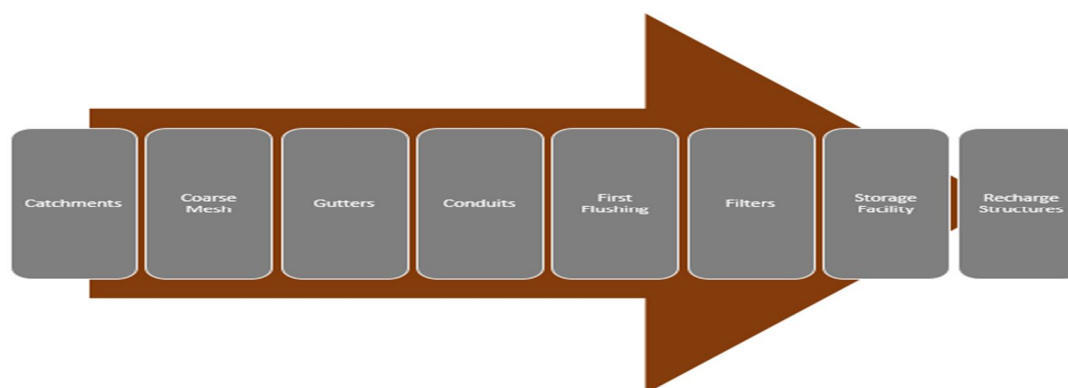 Catchments
Coarse
Mesh
Gutters
Conduits
First
Flushing
Filters
Storage
Facility
Recharge
Structures